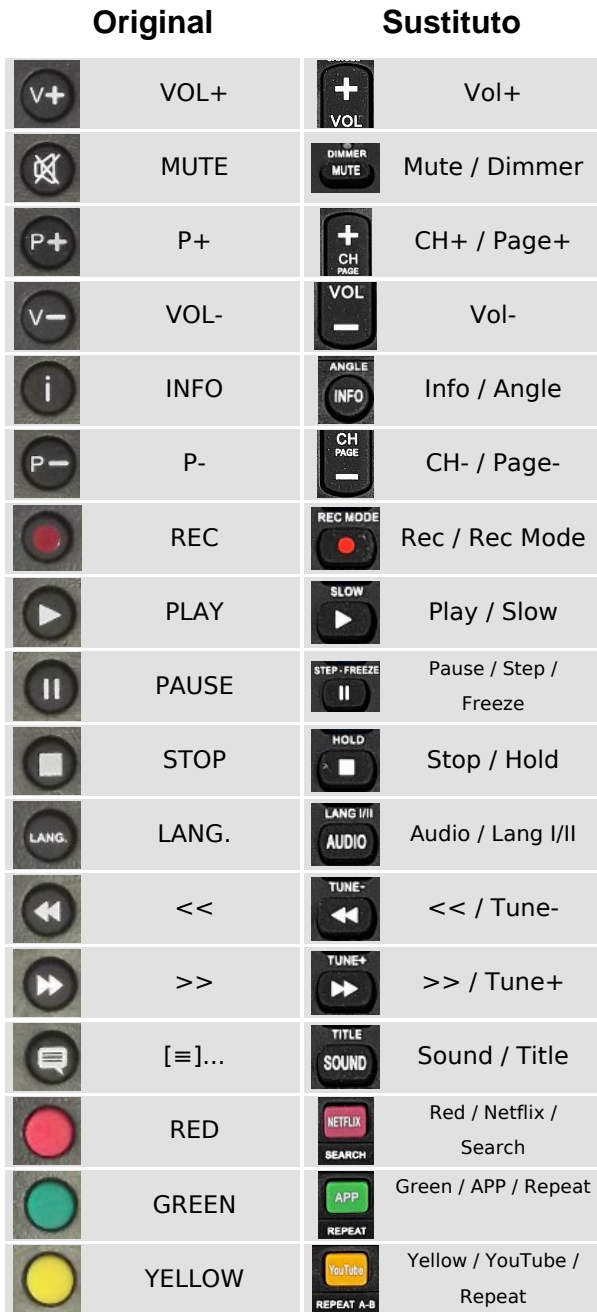 Original Sustituto
V+ VOL+ + VOL Vol+
MUTE DIMMER MUTE Mute / Dimmer
P+ P+ + CH PAGE CH+ / Page+
V- VOL- VOL - Vol-
i INFO ANGLE INFO Info / Angle
P- P- CH PAGE - CH- / Page-
REC REC MODE Rec / Rec Mode
PLAY SLOW Play / Slow
PAUSE STEP-FREEZE Pause / Step /
Freeze
STOP HOLD Stop / Hold
LANG. LANG. LANG I/II AUDIO Audio / Lang I/II
<< TUNE- << / Tune-
>> TUNE+ >> / Tune+
[≡]... TITLE SOUND Sound / Title
RED NETFLIX SEARCH Red / Netflix /
Search
GREEN APP REPEAT Green / APP / Repeat
YELLOW YouTube REPEAT A-B Yellow / YouTube /
Repeat